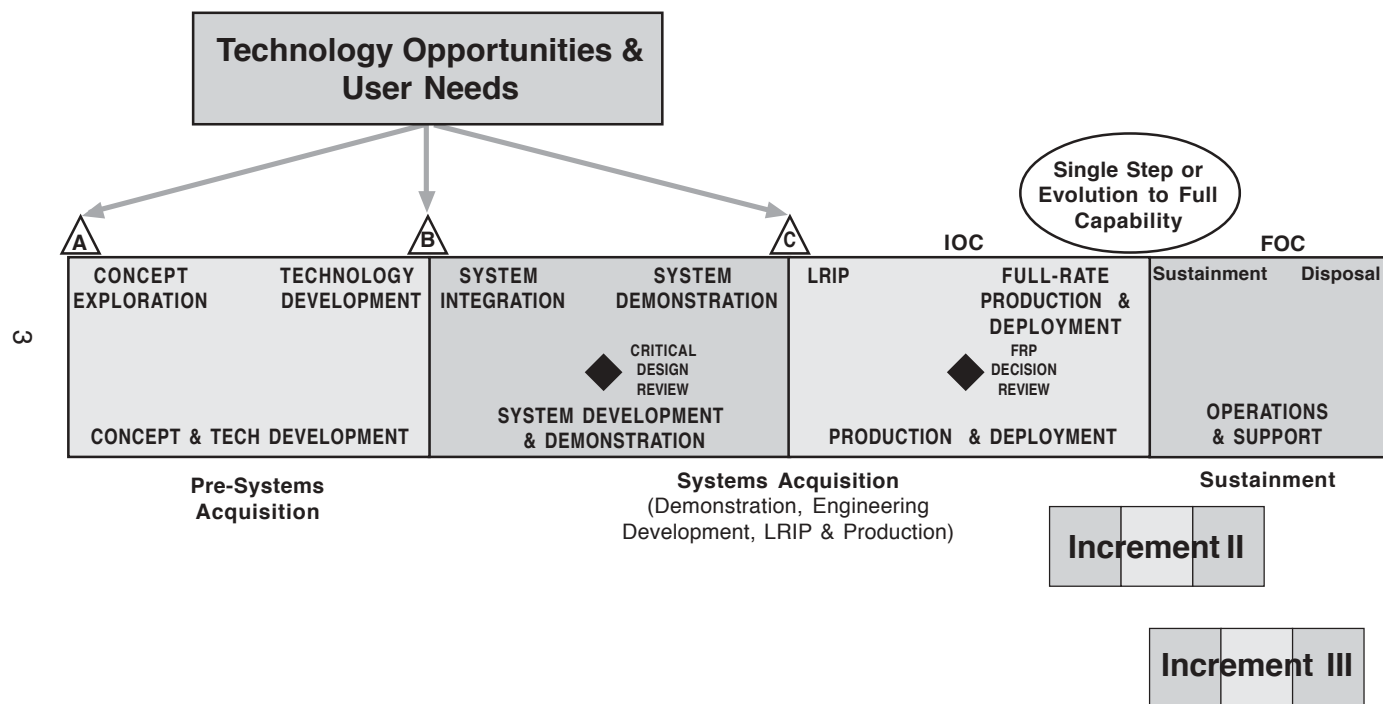 Technology Opportunities &
User Needs
Single Step or
Evolution to Full
Capability
A
B
C
IOC
FOC
CONCEPT
EXPLORATION
TECHNOLOGY
DEVELOPMENT
CONCEPT & TECH DEVELOPMENT
SYSTEM
INTEGRATION
SYSTEM
DEMONSTRATION
CRITICAL
DESIGN
REVIEW
SYSTEM DEVELOPMENT
& DEMONSTRATION
LRIP
FULL-RATE
PRODUCTION &
DEPLOYMENT
FRP
DECISION
REVIEW
PRODUCTION & DEPLOYMENT
Sustainment
Disposal
OPERATIONS
& SUPPORT
Pre-Systems
Acquisition
Systems Acquisition
(Demonstration, Engineering
Development, LRIP & Production)
Sustainment
Increment II
Increment III
3